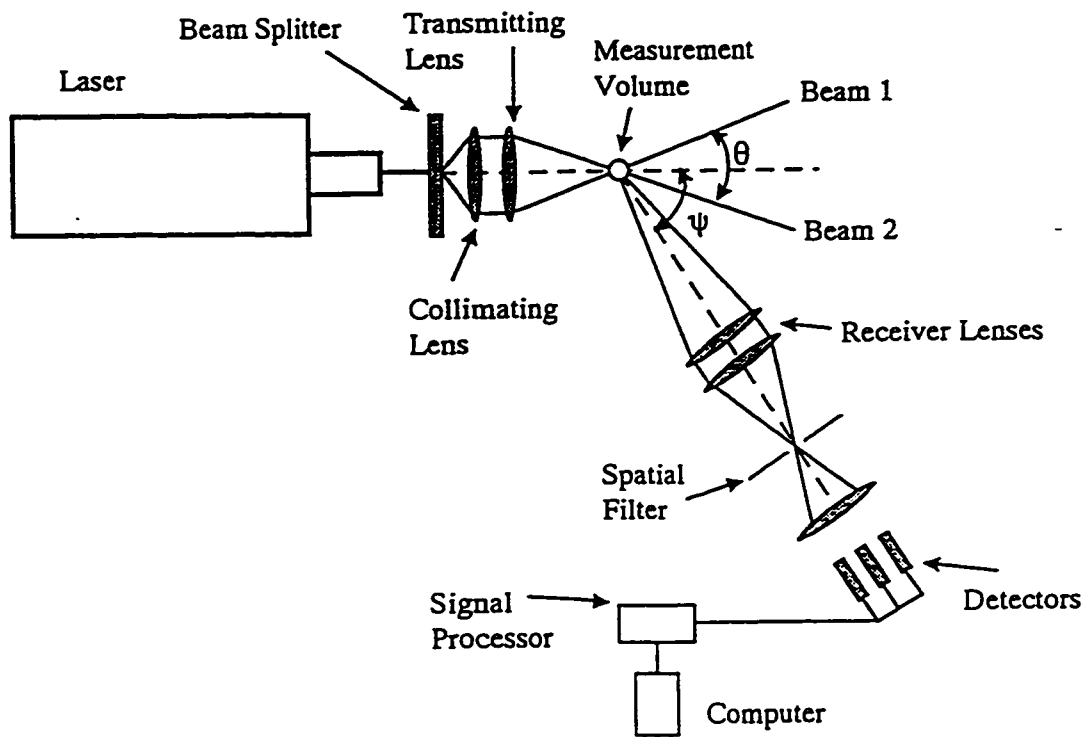 Beam Splitter
Transmitting
Lens
Measurement
Volume
Laser
Beam 1
θ
ψ
Beam 2
Collimating
Lens
Receiver Lenses
Spatial
Filter
Signal
Processor
Detectors
Computer